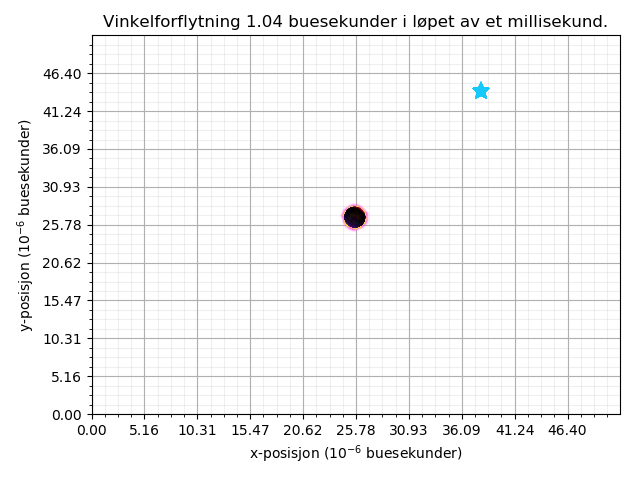 Vinkelforflytning 1.04 buesekunder i løpet av et millisekund.
46.40
41.24
36.09
30.93
25.78
20.62
15.47
10.31
5.16
0.00
y-posisjon (10⁻⁶ buesekunder)
0.00 5.16 10.31 15.47 20.62 25.78 30.93 36.09 41.24 46.40
x-posisjon (10⁻⁶ buesekunder)